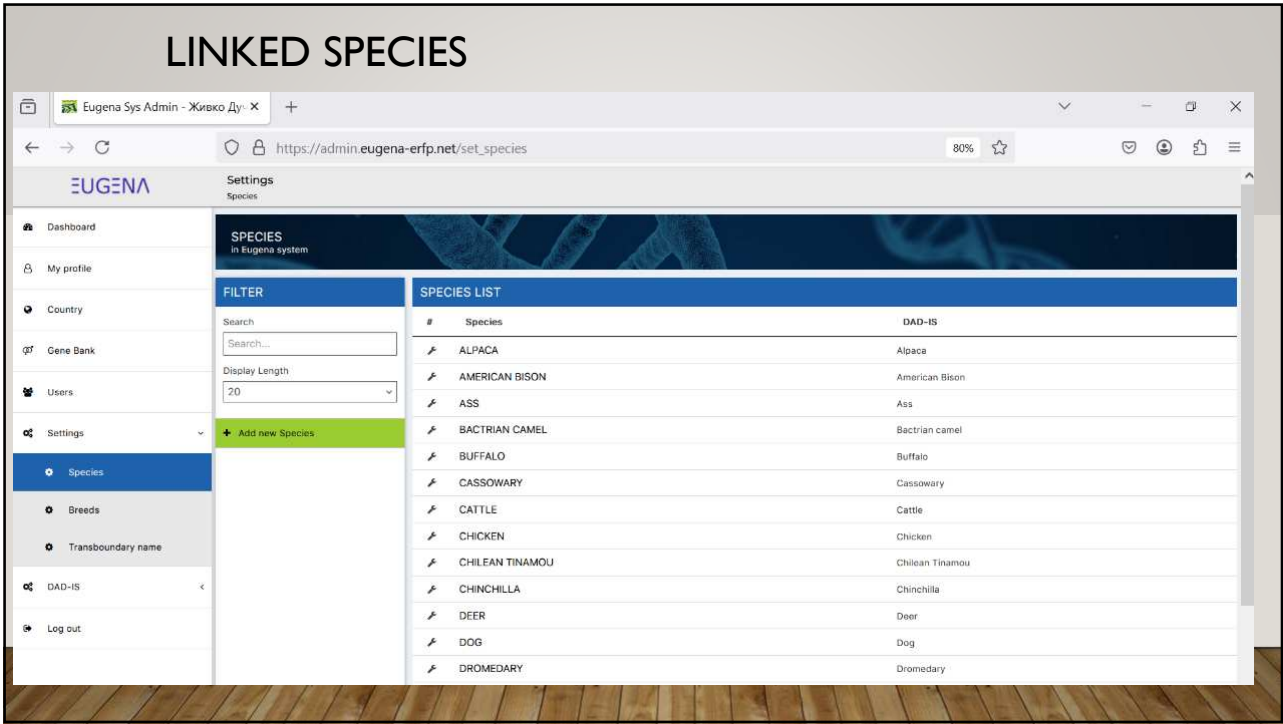 LINKED SPECIES
Eugena Sys Admin - Живко Ду
https://admin.eugena-erfp.net/set_species
80%
EUGENA
Settings
Species
Dashboard
My profile
Country
Gene Bank
Users
Settings
Species
Breeds
Transboundary name
DAD-IS
Log out
SPECIES
in Eugena system
FILTER
Search
Search...
Display Length
20
+ Add new Species
SPECIES LIST
# Species DAD-IS
ALPACA Alpaca
AMERICAN BISON American Bison
ASS Ass
BACTRIAN CAMEL Bactrian camel
BUFFALO Buffalo
CASSOWARY Cassowary
CATTLE Cattle
CHICKEN Chicken
CHILEAN TINAMOU Chilean Tinamou
CHINCHILLA Chinchilla
DEER Deer
DOG Dog
DROMEDARY Dromedary